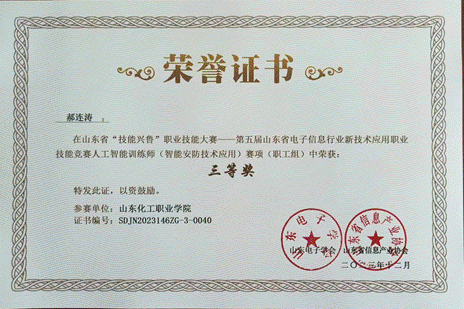 荣誉证书
郝连涛 ：
在山东省“技能兴鲁”职业技能大赛——第五届山东省电子信息行业新技术应用职业
技能竞赛人工智能训练师（智能安防技术应用）赛项（职工组）中荣获：
三等奖
特发此证，以资鼓励。
参赛单位：山东化工职业学院
证书编号：SDJN2023146ZG-3-0040
山东电子学会 山东省信息产业协会
二〇二三年十二月